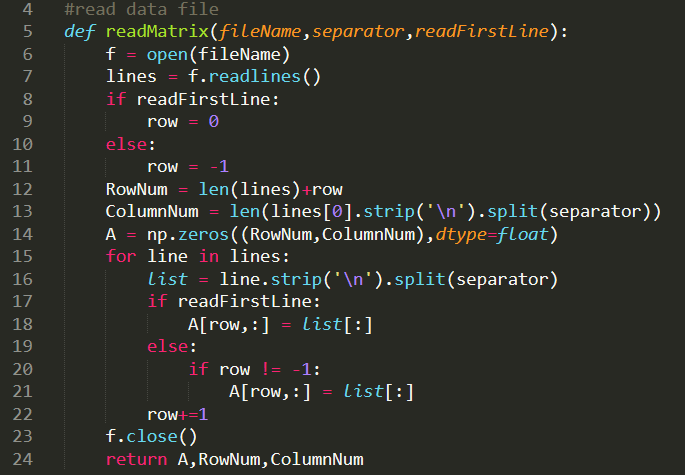 4 #read data file
5 def readMatrix(fileName,separator,readFirstLine):
6     f = open(fileName)
7     lines = f.readlines()
8     if readFirstLine:
9         row = 0
10     else:
11         row = -1
12     RowNum = len(lines)+row
13     ColumnNum = len(lines[0].strip('\n').split(separator))
14     A = np.zeros((RowNum,ColumnNum),dtype=float)
15     for line in lines:
16         list = line.strip('\n').split(separator)
17         if readFirstLine:
18             A[row,:] = list[:]
19         else:
20             if row != -1:
21                 A[row,:] = list[:]
22         row+=1
23     f.close()
24     return A,RowNum,ColumnNum